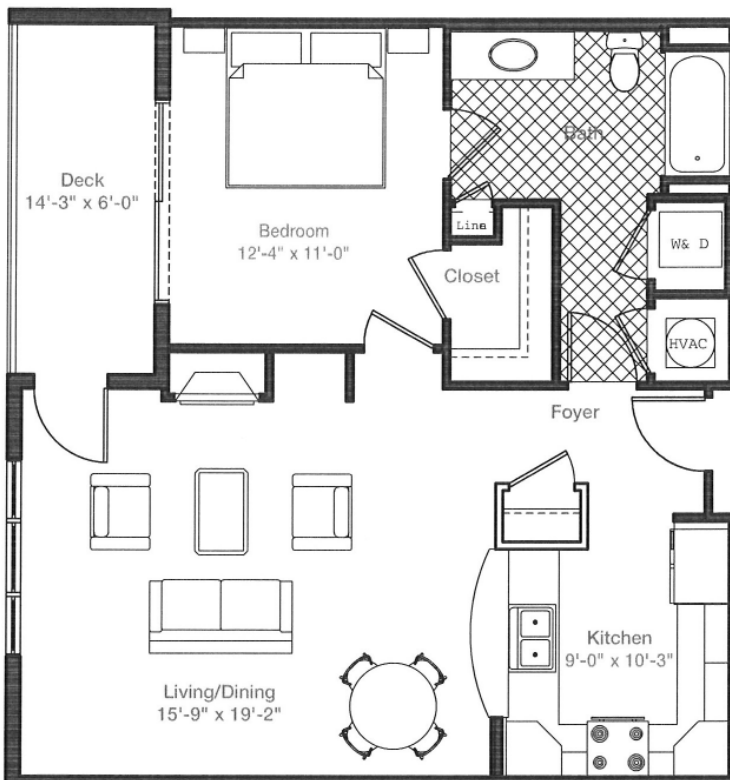 Bath
Deck
14'-3" x 6'-0"
Line
Bedroom
12'-4" x 11'-0"
W& D
Closet
HVAC
Foyer
Kitchen
9'-0" x 10'-3"
Living/Dining
15'-9" x 19'-2"